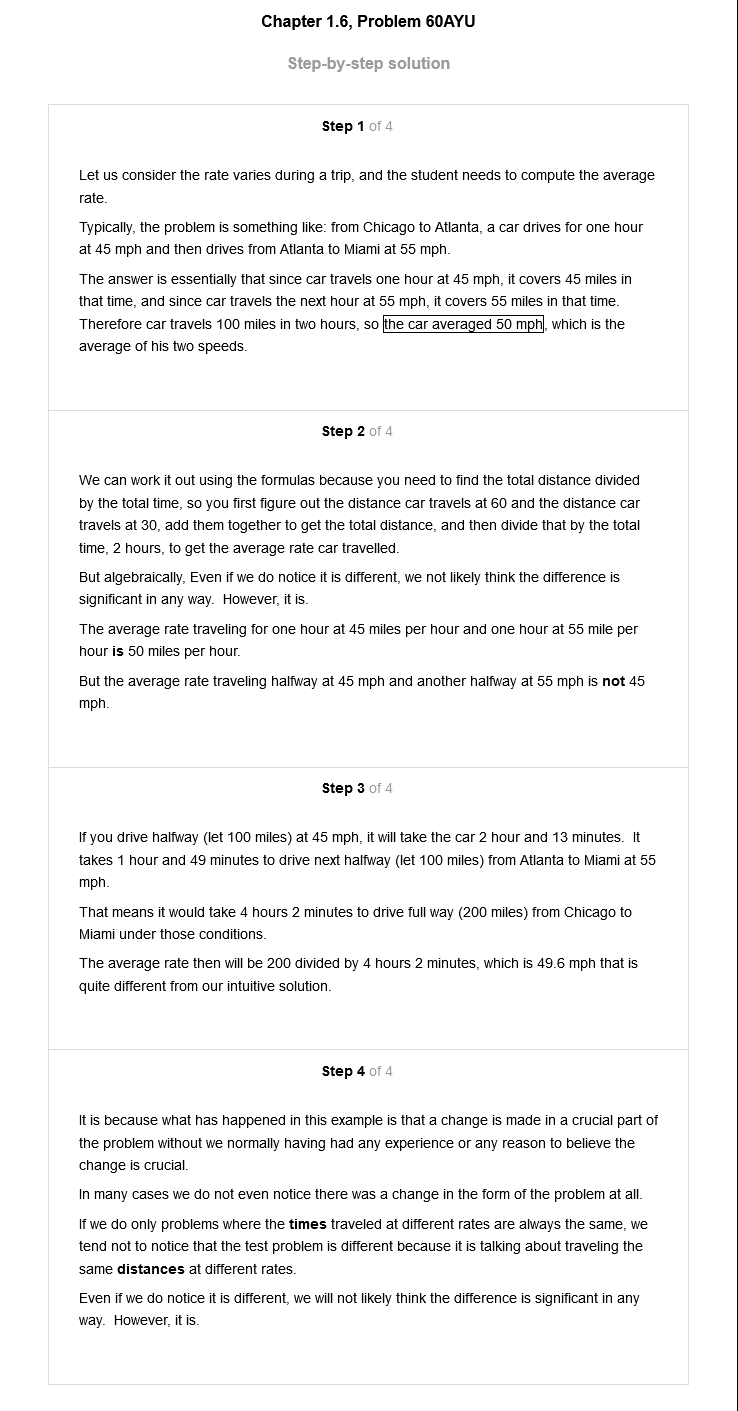 Chapter 1.6, Problem 60AYU
Step-by-step solution
Step 1 of 4
Let us consider the rate varies during a trip, and the student needs to compute the average
rate.
Typically, the problem is something like: from Chicago to Atlanta, a car drives for one hour
at 45 mph and then drives from Atlanta to Miami at 55 mph.
The answer is essentially that since car travels one hour at 45 mph, it covers 45 miles in
that time, and since car travels the next hour at 55 mph, it covers 55 miles in that time.
Therefore car travels 100 miles in two hours, so the car averaged 50 mph, which is the
average of his two speeds.
Step 2 of 4
We can work it out using the formulas because you need to find the total distance divided
by the total time, so you first figure out the distance car travels at 60 and the distance car
travels at 30, add them together to get the total distance, and then divide that by the total
time, 2 hours, to get the average rate car travelled.
But algebraically, Even if we do notice it is different, we not likely think the difference is
significant in any way. However, it is.
The average rate traveling for one hour at 45 miles per hour and one hour at 55 mile per
hour is 50 miles per hour.
But the average rate traveling halfway at 45 mph and another halfway at 55 mph is not 45
mph.
Step 3 of 4
If you drive halfway (let 100 miles) at 45 mph, it will take the car 2 hour and 13 minutes. It
takes 1 hour and 49 minutes to drive next halfway (let 100 miles) from Atlanta to Miami at 55
mph.
That means it would take 4 hours 2 minutes to drive full way (200 miles) from Chicago to
Miami under those conditions.
The average rate then will be 200 divided by 4 hours 2 minutes, which is 49.6 mph that is
quite different from our intuitive solution.
Step 4 of 4
It is because what has happened in this example is that a change is made in a crucial part of
the problem without we normally having had any experience or any reason to believe the
change is crucial.
In many cases we do not even notice there was a change in the form of the problem at all.
If we do only problems where the times traveled at different rates are always the same, we
tend not to notice that the test problem is different because it is talking about traveling the
same distances at different rates.
Even if we do notice it is different, we will not likely think the difference is significant in any
way. However, it is.